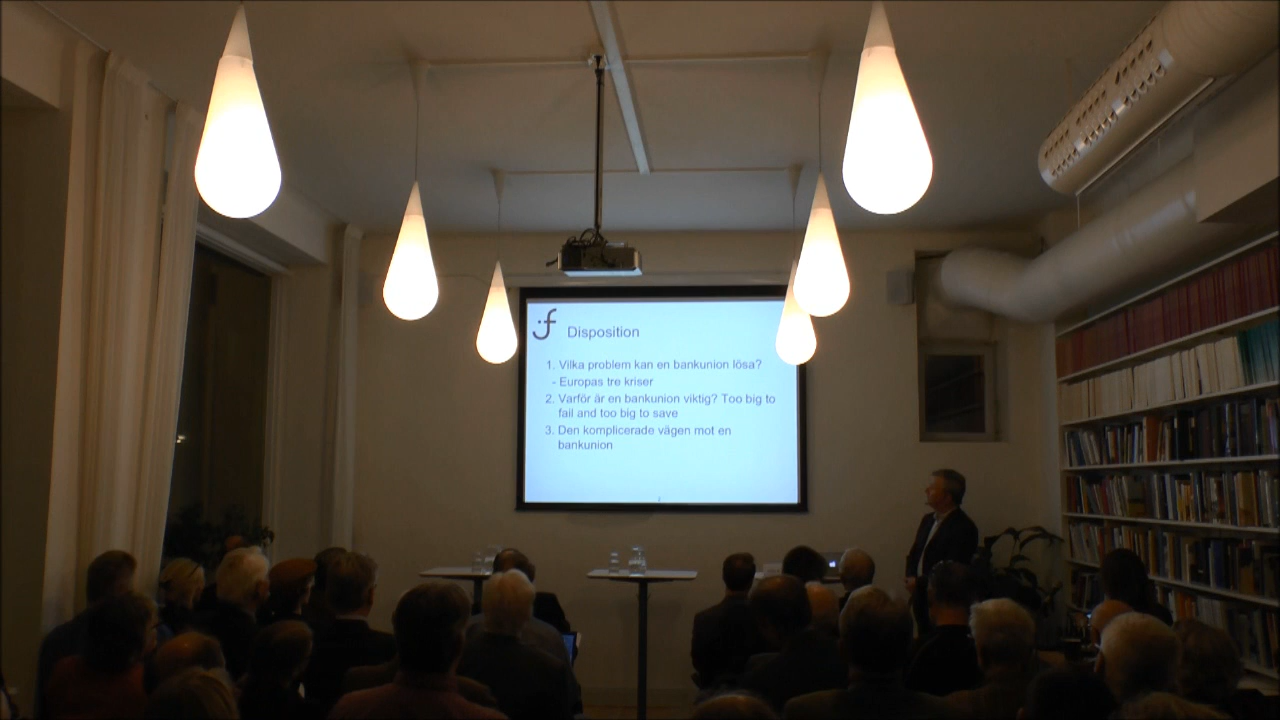 jf Disposition
1. Vilka problem kan en bankunion lösa?
- Europas tre kriser
2. Varför är en bankunion viktig? Too big to
fail and too big to save
3. Den komplicerade vägen mot en
bankunion